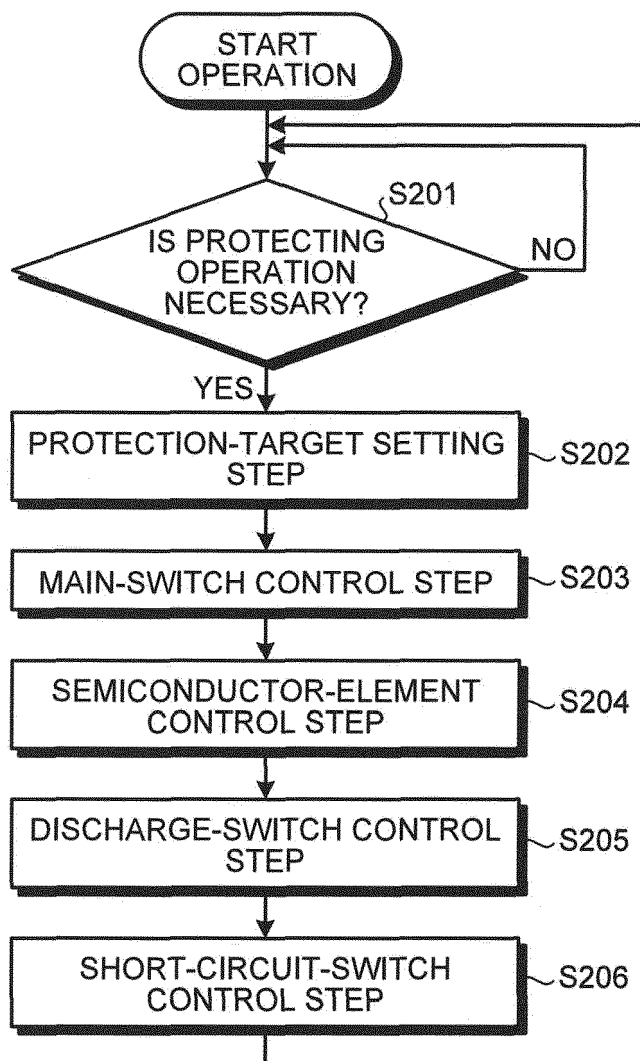 START
OPERATION
S201
IS PROTECTING
OPERATION
NECESSARY?
NO
YES
PROTECTION-TARGET SETTING
STEP
S202
MAIN-SWITCH CONTROL STEP
S203
SEMICONDUCTOR-ELEMENT
CONTROL STEP
S204
DISCHARGE-SWITCH CONTROL
STEP
S205
SHORT-CIRCUIT-SWITCH
CONTROL STEP
S206